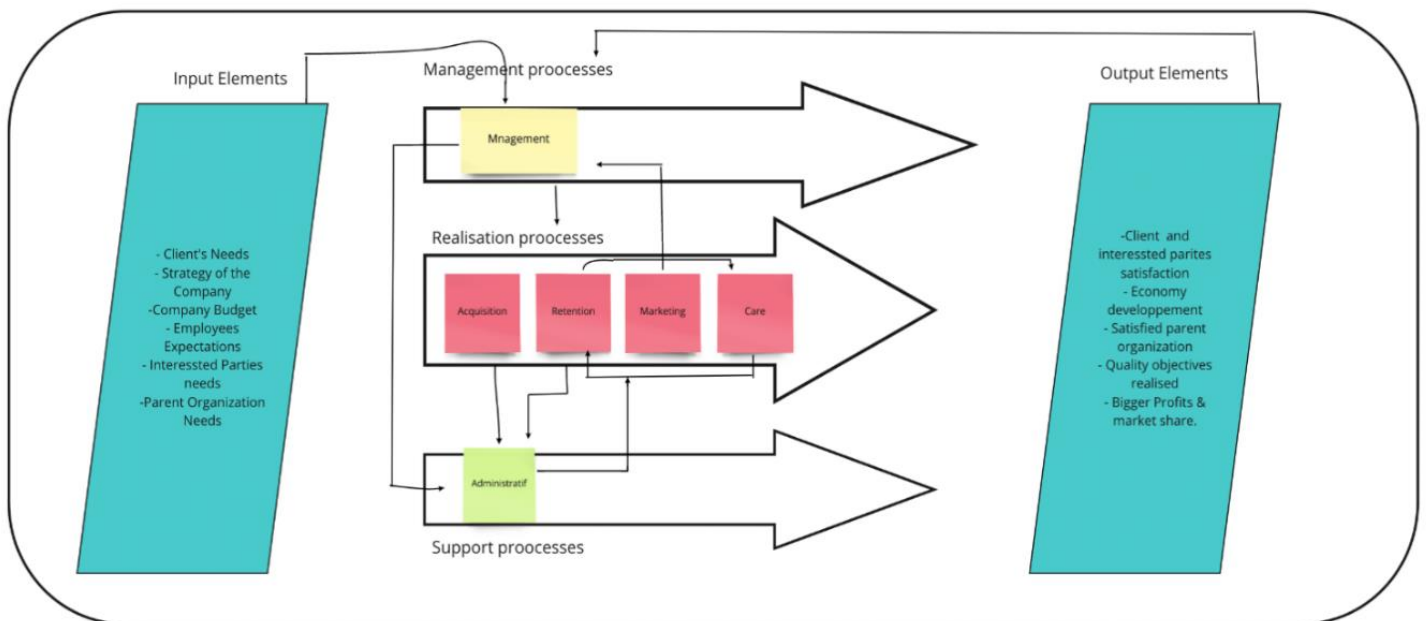 Input Elements
Management proocesses
Output Elements
Mnagement
- Client's Needs
- Strategy of the
Company
-Company Budget
- Employees
Expectations
- Interessted Parties
needs
-Parent Organization
Needs
Realisation proocesses
Acquisition
Retention
Marketing
Care
Administratif
Support proocesses
-Client and
interessted parites
satisfaction
- Economy
developpement
- Satisfied parent
organization
- Quality objectives
realised
- Bigger Profits &
market share.